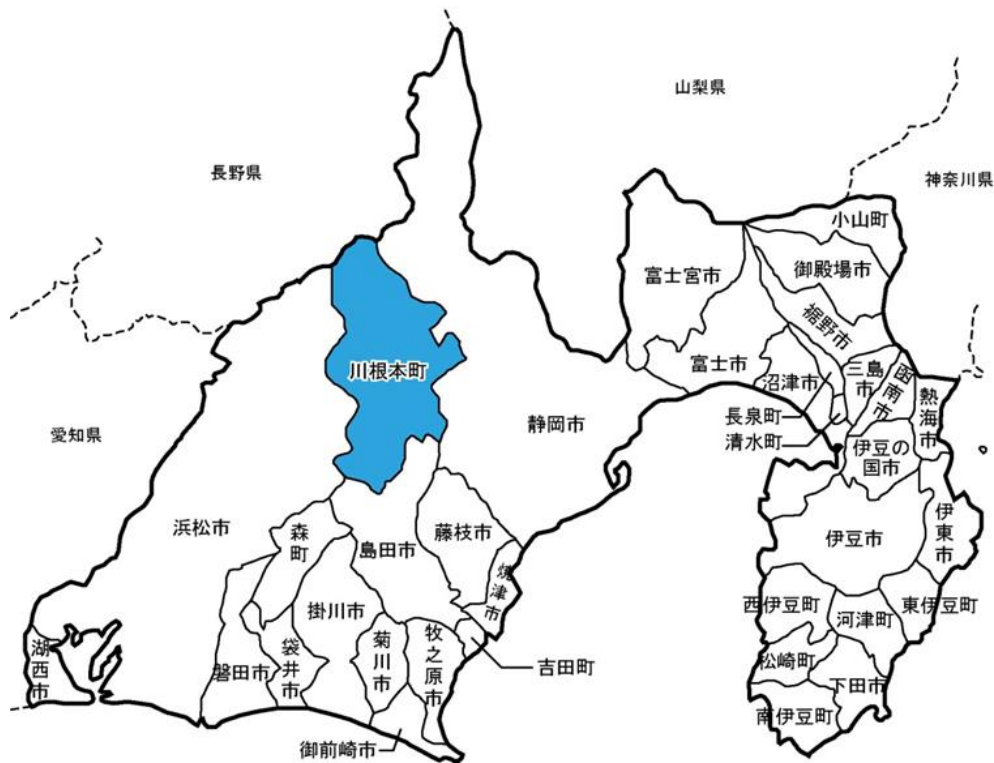 山梨県
長野県
神奈川県
小山町
富士宮市
御殿場市
裾野市
川根本町
富士市
沼津市
三島
市
函南市
熱海市
長泉町
清水町
愛知県
静岡市
伊豆の
国市
浜松市
森
町
島田市
藤枝市
焼津市
伊豆市
伊東市
掛川市
西伊豆町
河津町
東伊豆町
湖西市
磐田市
袋井市
菊川市
牧之原市
吉田町
松崎町
下田市
南伊豆町
御前崎市